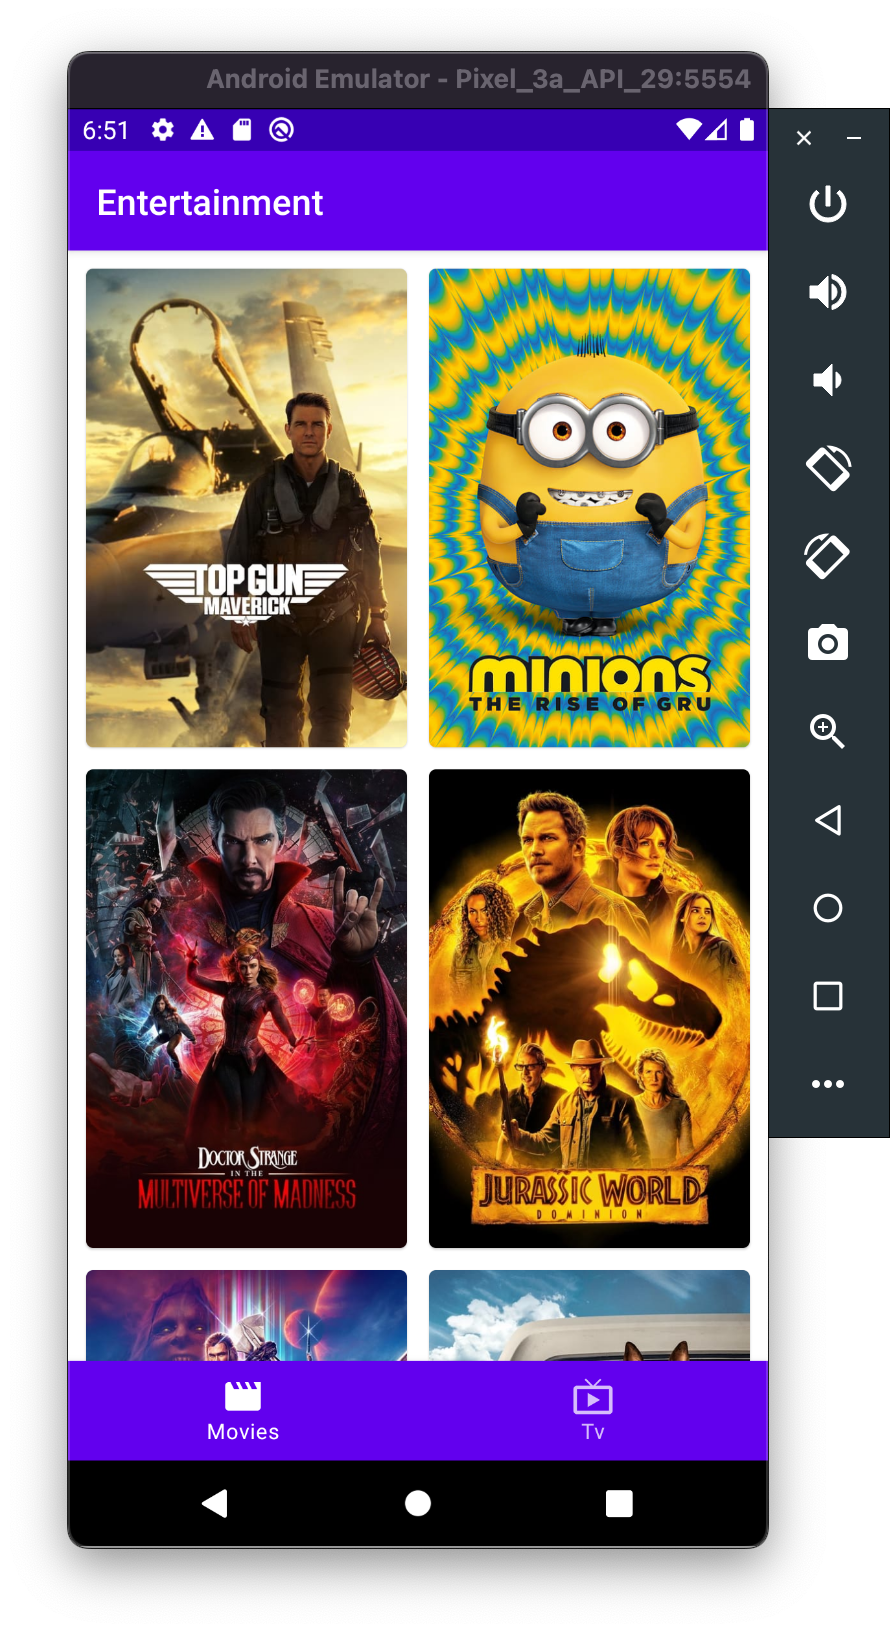 Android Emulator - Pixel_3a_API_29:5554
6:51
Entertainment
TOP GUN
MAVERICK
minions
THE RISE OF GRU
DOCTOR STRANGE
IN THE
MULTIVERSE OF MADNESS
JURASSIC WORLD
DOMINION
Movies
Tv